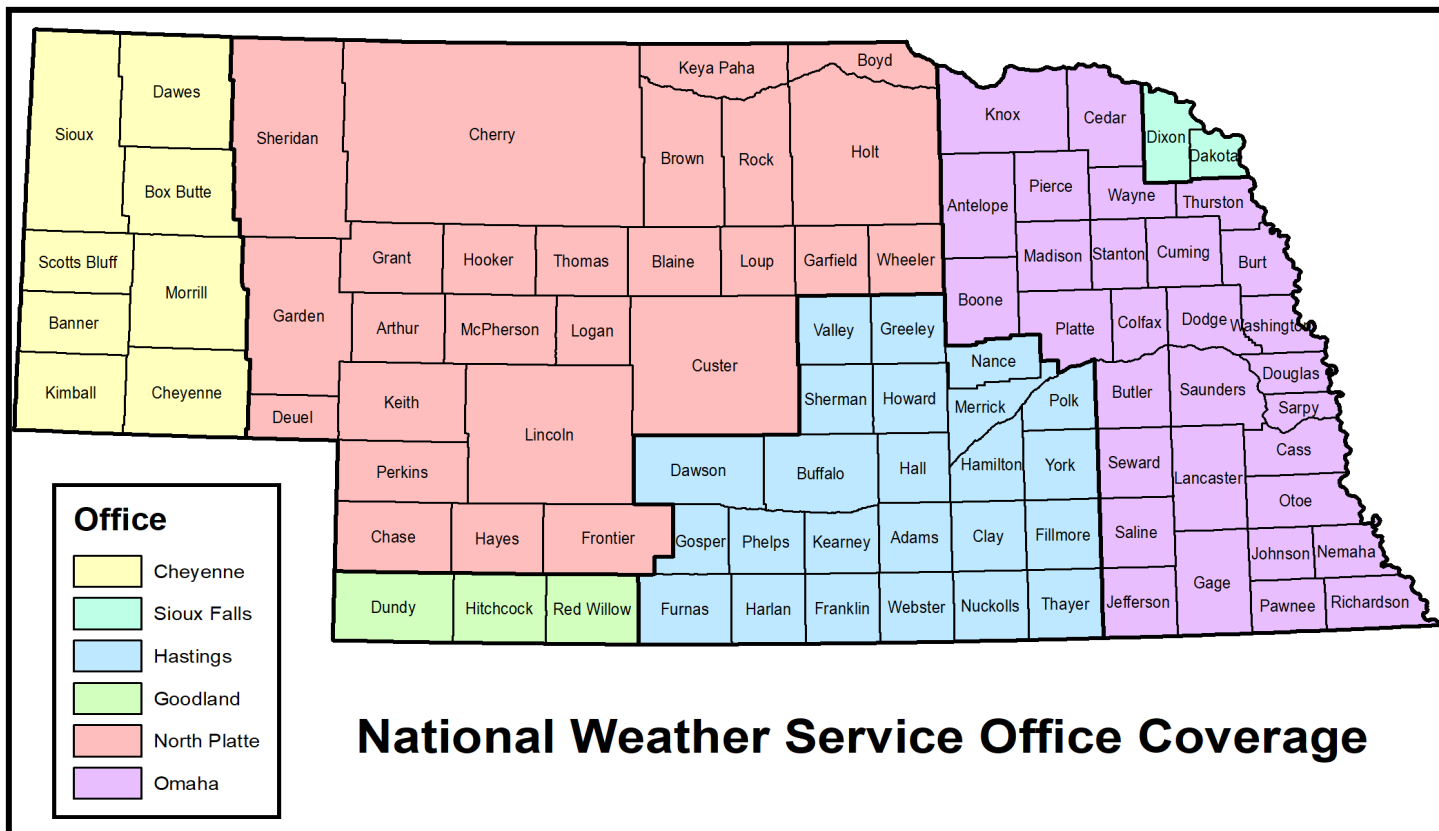 Keya Paha
Boyd
Dawes
Sioux
Sheridan
Cherry
Brown
Rock
Holt
Knox
Cedar
Dixon
Dakota
Box Butte
Pierce
Wayne
Thurston
Antelope
Scotts Bluff
Morrill
Grant
Hooker
Thomas
Blaine
Loup
Garfield
Wheeler
Madison
Stanton
Cuming
Burt
Banner
Garden
Arthur
McPherson
Logan
Custer
Valley
Greeley
Boone
Platte
Colfax
Dodge
Washington
Kimball
Cheyenne
Deuel
Keith
Lincoln
Sherman
Howard
Nance
Merrick
Polk
Butler
Saunders
Douglas
Sarpy
Perkins
Dawson
Buffalo
Hall
Hamilton
York
Seward
Lancaster
Cass
Otoe
Chase
Hayes
Frontier
Gosper
Phelps
Kearney
Adams
Clay
Fillmore
Saline
Johnson
Nemaha
Dundy
Hitchcock
Red Willow
Furnas
Harlan
Franklin
Webster
Nuckolls
Thayer
Jefferson
Gage
Pawnee
Richardson
Office
Cheyenne
Sioux Falls
Hastings
Goodland
North Platte
Omaha
National Weather Service Office Coverage